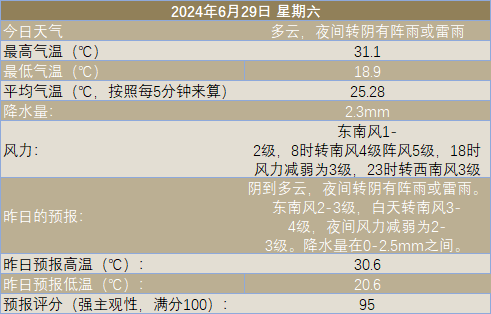 2024年6月29日 星期六
今日天气 多云，夜间转阴有阵雨或雷雨
最高气温（℃） 31.1
最低气温（℃） 18.9
平均气温（℃，按照每5分钟来算） 25.28
降水量： 2.3mm
风力： 东南风1-
2级，8时转南风4级阵风5级，18时
风力减弱为3级，23时转西南风3级
昨日的预报： 阴到多云，夜间转阴有阵雨或雷雨。
东南风2-3级，白天转南风3-
4级，夜间风力减弱为2-
3级。降水量在0-2.5mm之间。
昨日预报高温（℃）： 30.6
昨日预报低温（℃）： 20.6
预报评分（强主观性，满分100）： 95